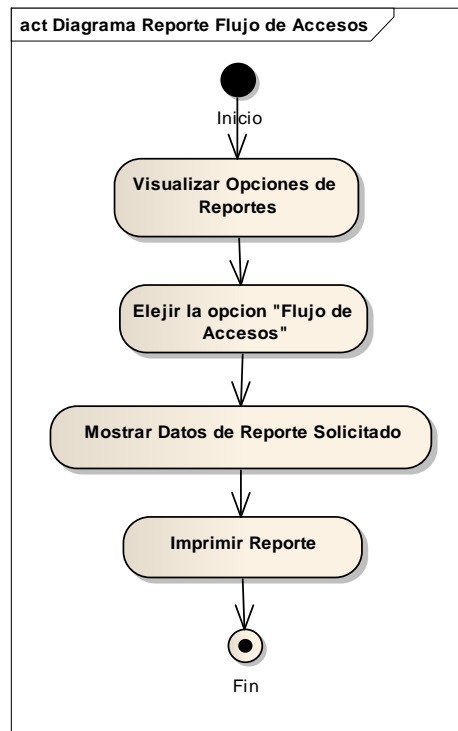 act Diagrama Reporte Flujo de Accesos
Inicio
Visualizar Opciones de
Reportes
Elejir la opcion "Flujo de
Accesos"
Mostrar Datos de Reporte Solicitado
Imprimir Reporte
Fin